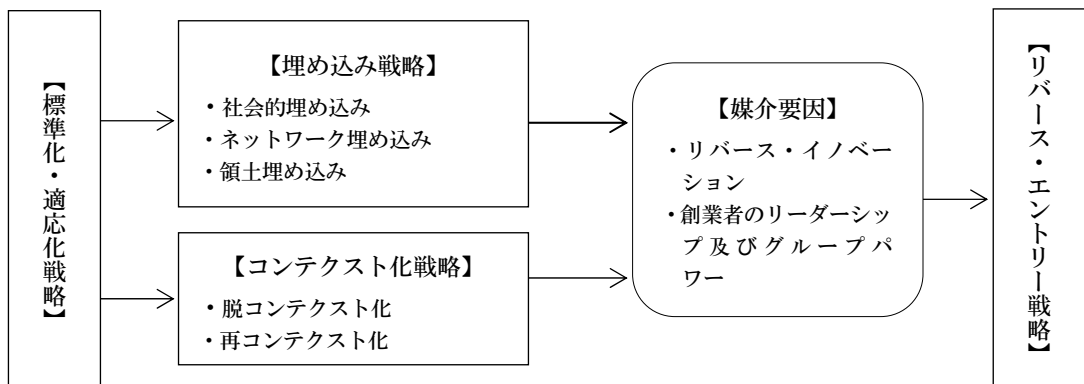 【標準化・適応化戦略】
【埋め込み戦略】
・社会的埋め込み
・ネットワーク埋め込み
・領土埋め込み
【コンテクスト化戦略】
・脱コンテクスト化
・再コンテクスト化
【媒介要因】
・リバース・イノベー
ション
・創業者のリーダーシッ
プ及びグループパ
ワー
【リバース・エントリー戦略】